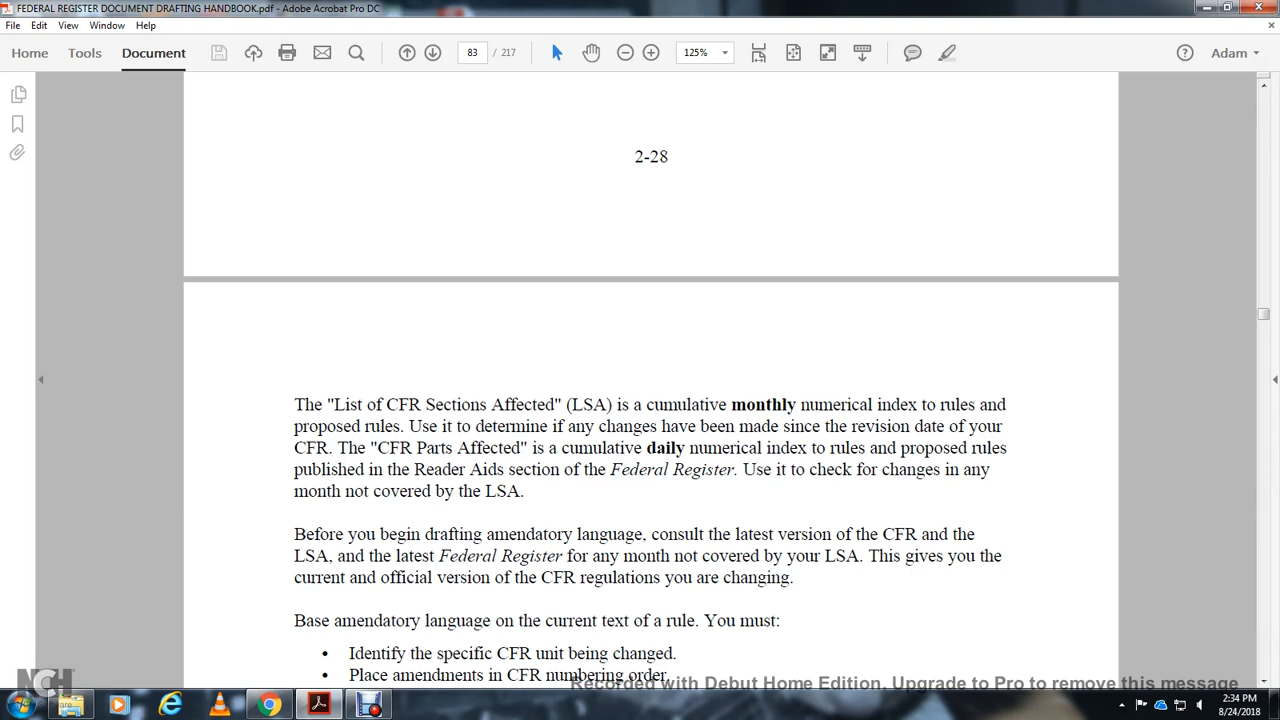 FEDERAL REGISTER DOCUMENT DRAFTING HANDBOOK.pdf - Adobe Acrobat Pro DC
File Edit View Window Help
Home Tools Document 83 / 217 125% Adam
2-28
The "List of CFR Sections Affected" (LSA) is a cumulative monthly numerical index to rules and
proposed rules. Use it to determine if any changes have been made since the revision date of your
CFR. The "CFR Parts Affected" is a cumulative daily numerical index to rules and proposed rules
published in the Reader Aids section of the Federal Register. Use it to check for changes in any
month not covered by the LSA.
Before you begin drafting amendatory language, consult the latest version of the CFR and the
LSA, and the latest Federal Register for any month not covered by your LSA. This gives you the
current and official version of the CFR regulations you are changing.
Base amendatory language on the current text of a rule. You must:
• Identify the specific CFR unit being changed.
• Place amendments in CFR numbering order.
Recorded with Debut Home Edition. Upgrade to Pro to remove this message
NCH
2:34 PM
8/24/2018